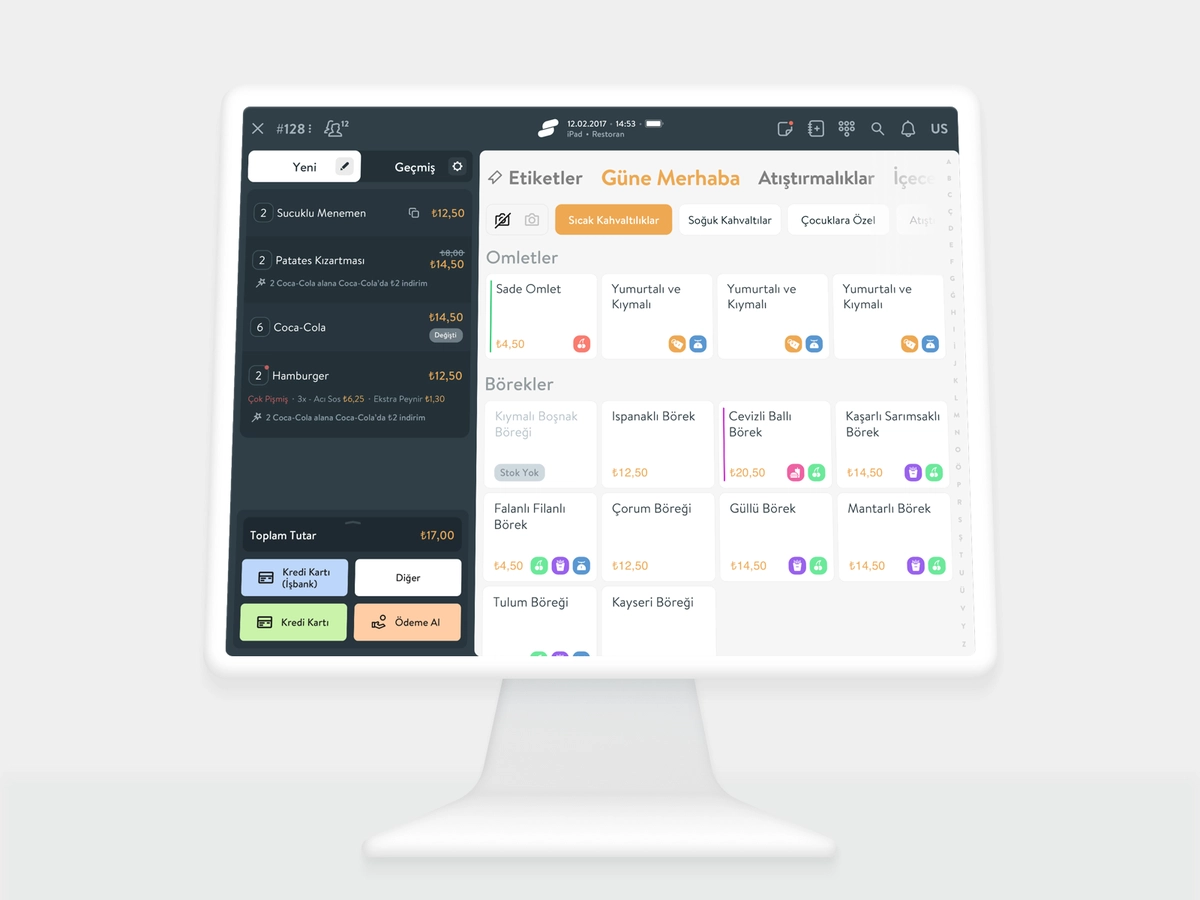 #128
12
12.02.2017 · 14:53 ·
iPad • Restoran
US
Yeni
Geçmiş
2 Sucuklu Menemen ₺12,50
₺8,00
2 Patates Kızartması ₺14,50
2 Coca-Cola alana Coca-Cola'da ₺2 indirim
6 Coca-Cola ₺14,50
Değişti
2 Hamburger ₺12,50
Çok Pişmiş · 3x - Acı Sos ₺6,25 · Ekstra Peynir ₺1,30
2 Coca-Cola alana Coca-Cola'da ₺2 indirim
Toplam Tutar ₺17,00
Kredi Kartı
(İşbank)
Diğer
Kredi Kartı
Ödeme Al
Etiketler Güne Merhaba Atıştırmalıklar İçece
Sıcak Kahvaltılıklar Soğuk Kahvaltılar Çocuklara Özel Atıştı
Omletler
Sade Omlet
₺4,50
Yumurtalı ve
Kıymalı
Yumurtalı ve
Kıymalı
Yumurtalı ve
Kıymalı
Börekler
Kıymalı Boşnak
Böreği
Stok Yok
Ispanaklı Börek
₺12,50
Cevizli Ballı
Börek
₺20,50
Kaşarlı Sarımsaklı
Börek
₺14,50
Falanlı Filanlı
Börek
₺4,50
Çorum Böreği
₺12,50
Güllü Börek
₺14,50
Mantarlı Börek
₺14,50
Tulum Böreği
Kayseri Böreği
A
B
C
Ç
D
E
F
G
Ğ
H
I
İ
J
K
L
M
N
O
Ö
P
R
S
Ş
T
U
Ü
V
Y
Z